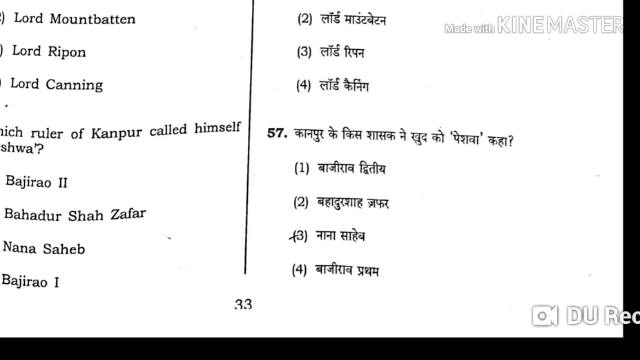 ) Lord Mountbatten
) Lord Ripon
) Lord Canning
hich ruler of Kanpur called himself
shwa'?
Bajirao II
Bahadur Shah Zafar
Nana Saheb
Bajirao I
(2) लॉर्ड माउंटबेटन
(3) लॉर्ड रिपन
(4) लॉर्ड कैनिंग
57. कानपुर के किस शासक ने खुद को 'पेशवा' कहा?
(1) बाजीराव द्वितीय
(2) बहादुरशाह ज़फर
(3) नाना साहेब
(4) बाजीराव प्रथम
33
Made with KINEMASTER
DU Rec